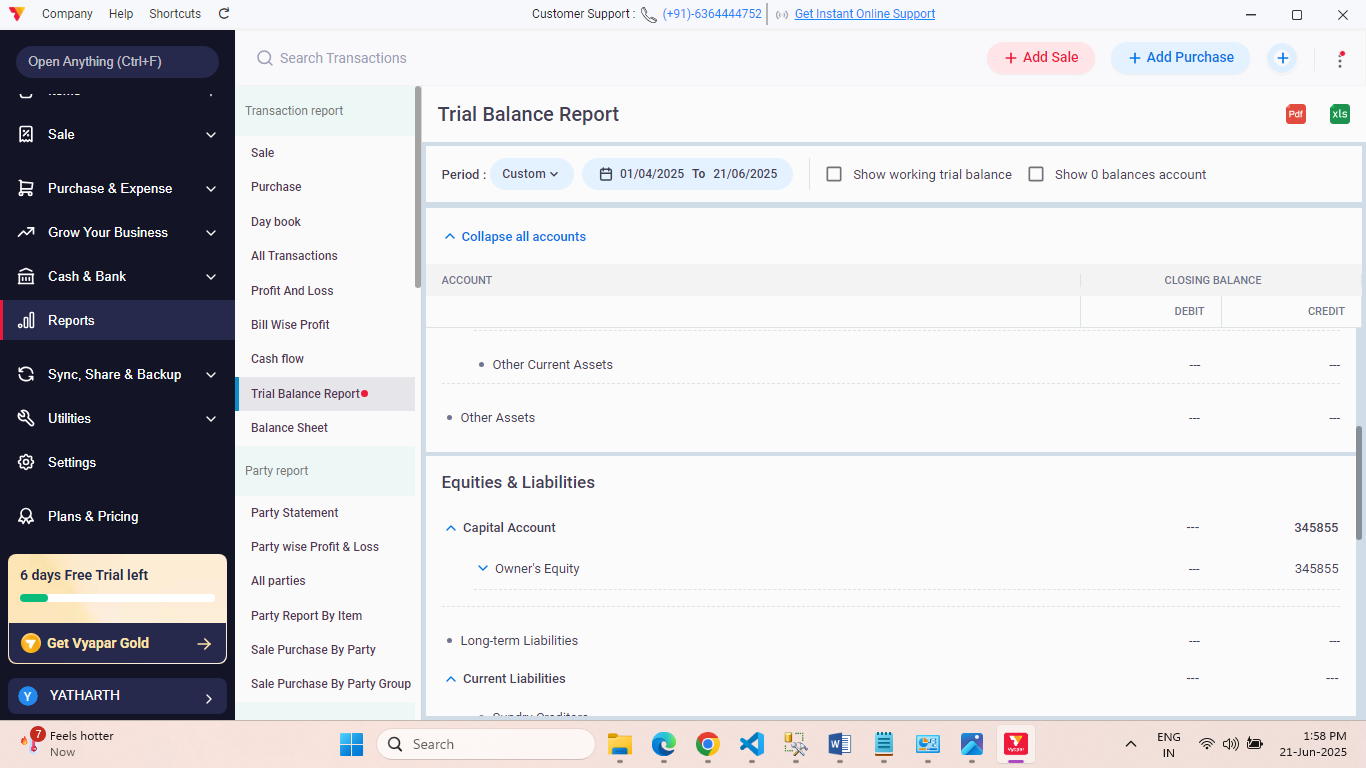 Company Help Shortcuts
Customer Support : (+91)-6364444752 Get Instant Online Support
Open Anything (Ctrl+F)
Items
Sale
Purchase & Expense
Grow Your Business
Cash & Bank
Reports
Sync, Share & Backup
Utilities
Settings
Plans & Pricing
6 days Free Trial left
Get Vyapar Gold
Y YATHARTH
Search Transactions
+ Add Sale
+ Add Purchase
+
Transaction report
Sale
Purchase
Day book
All Transactions
Profit And Loss
Bill Wise Profit
Cash flow
Trial Balance Report
Balance Sheet
Party report
Party Statement
Party wise Profit & Loss
All parties
Party Report By Item
Sale Purchase By Party
Sale Purchase By Party Group
Trial Balance Report
Pdf xls
Period : Custom 01/04/2025 To 21/06/2025 Show working trial balance Show 0 balances account
Collapse all accounts
ACCOUNT CLOSING BALANCE
DEBIT CREDIT
Other Current Assets --- ---
Other Assets --- ---
Equities & Liabilities
Capital Account --- 345855
Owner's Equity --- 345855
Long-term Liabilities --- ---
Current Liabilities --- ---
Sundry Creditors
7 Feels hotter
Now
Search
Vyapar
ENG
IN
1:58 PM
21-Jun-2025